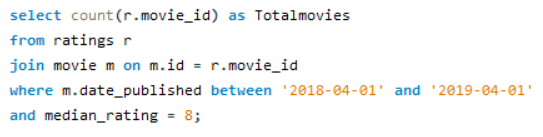 select count(r.movie_id) as Totalmovies
from ratings r
join movie m on m.id = r.movie_id
where m.date_published between '2018-04-01' and '2019-04-01'
and median_rating = 8;